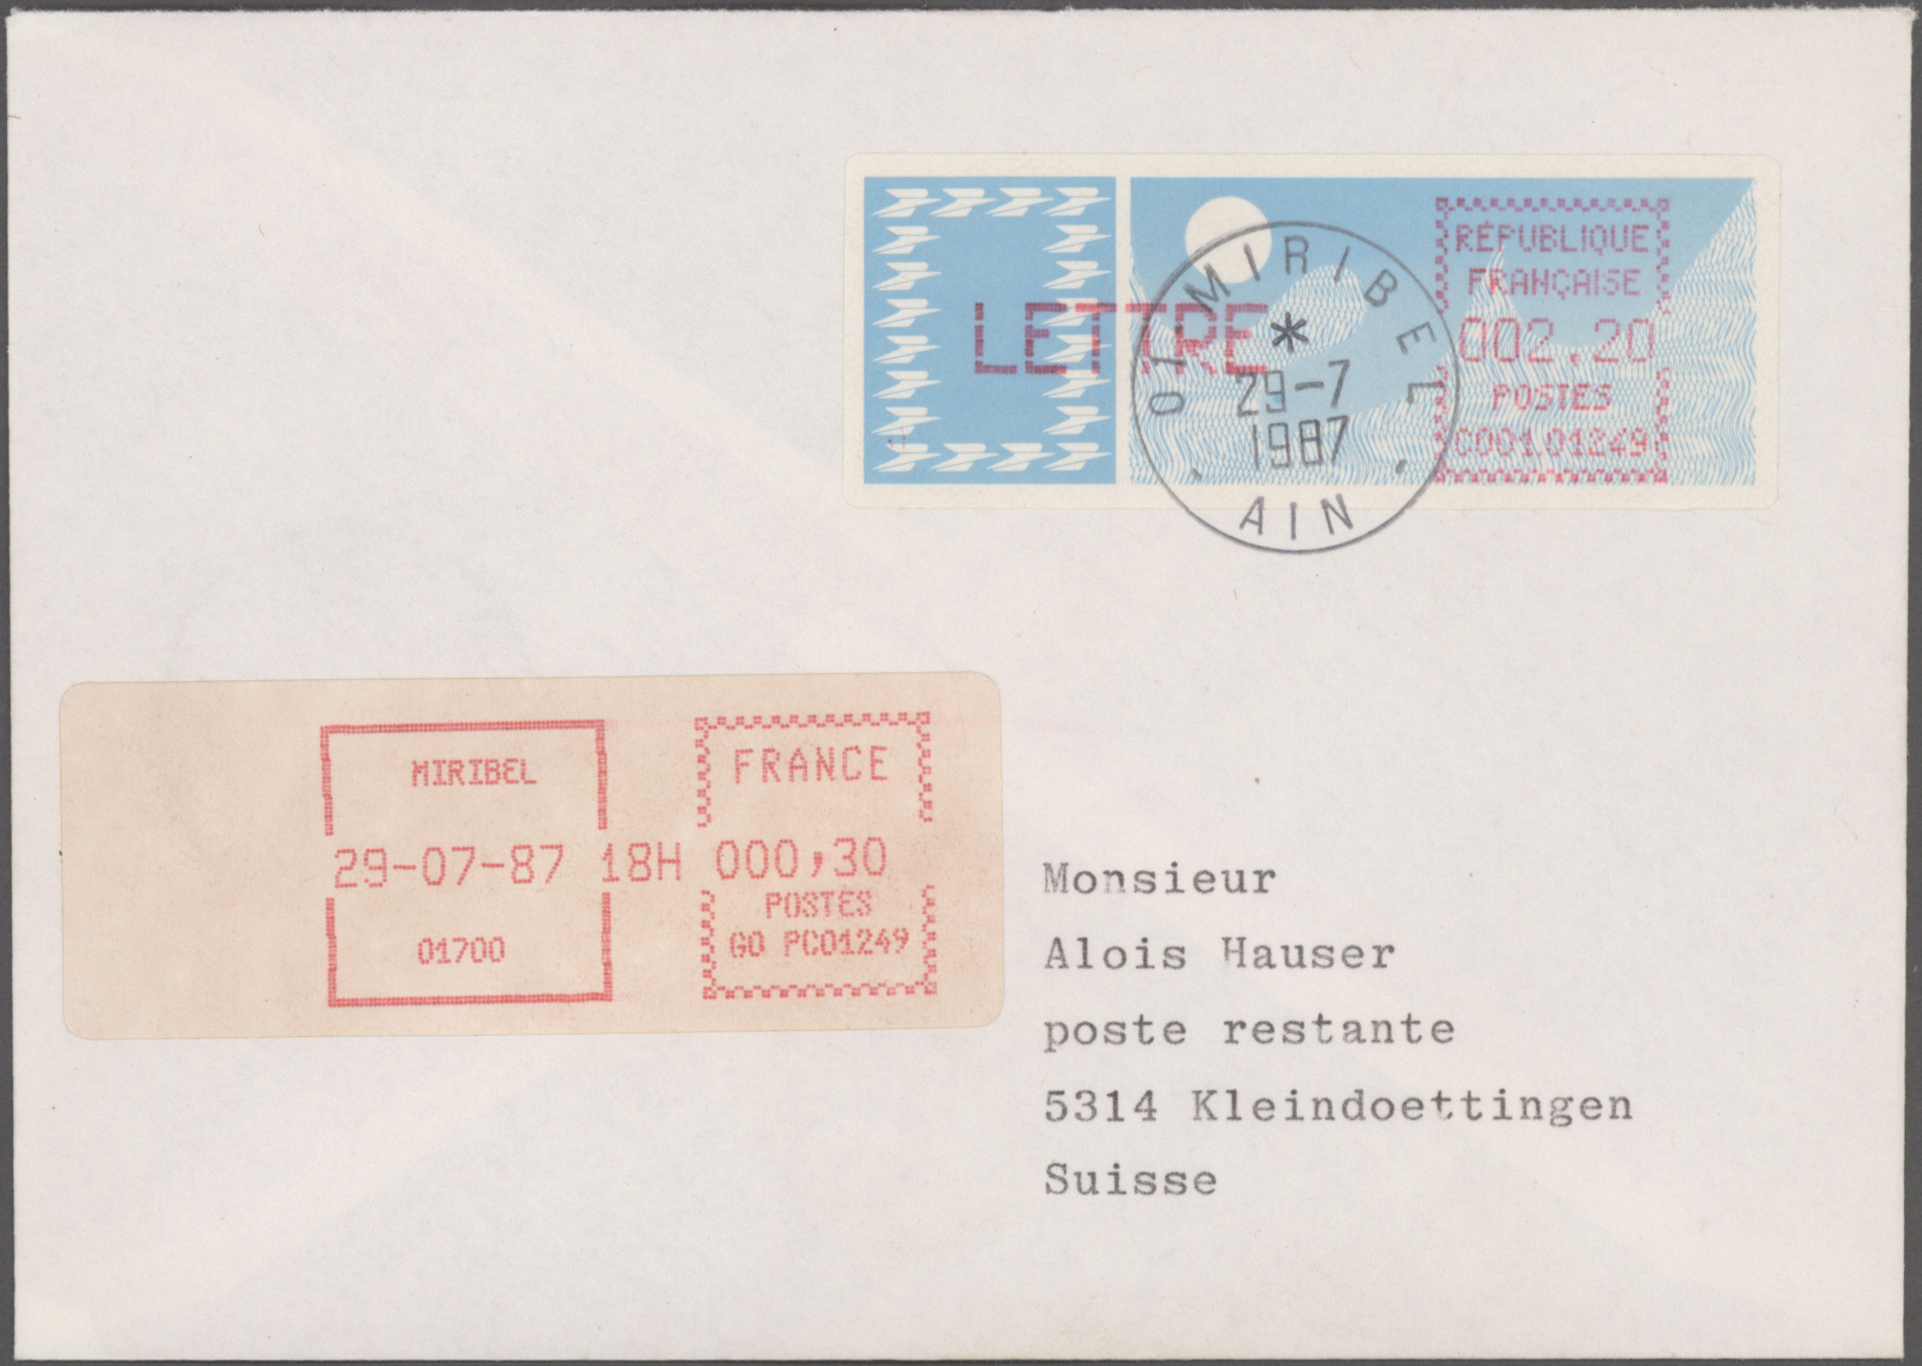 RÉPUBLIQUE
FRANÇAISE
LETTRE
002,20
POSTES
C001.01249
01 MIRIBEL
*
29-7
1987
AIN
MIRIBEL
29-07-87 18H
01700
FRANCE
000,30
POSTES
GO PC01249
Monsieur
Alois Hauser
poste restante
5314 Kleindoettingen
Suisse